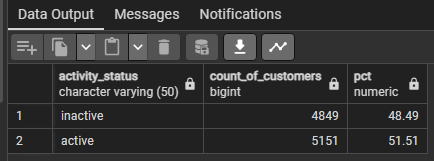 Data Output Messages Notifications
activity_status count_of_customers pct
character varying (50) bigint numeric
1 inactive 4849 48.49
2 active 5151 51.51